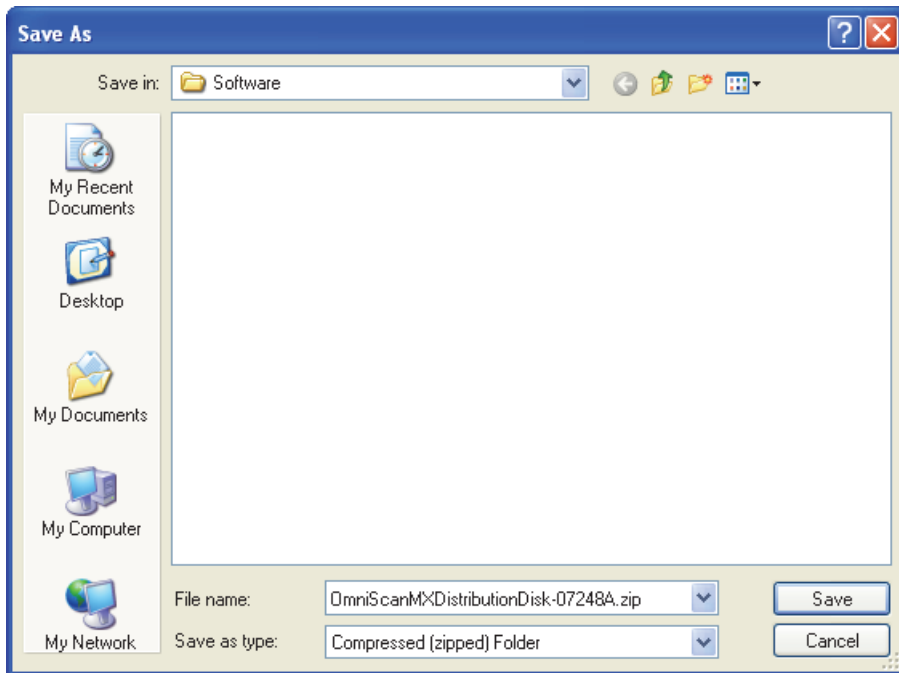 Save As
Save in: Software
My Recent
Documents
Desktop
My Documents
My Computer
My Network
File name: OmniScanMXDistributionDisk-07248A.zip Save
Save as type: Compressed (zipped) Folder Cancel